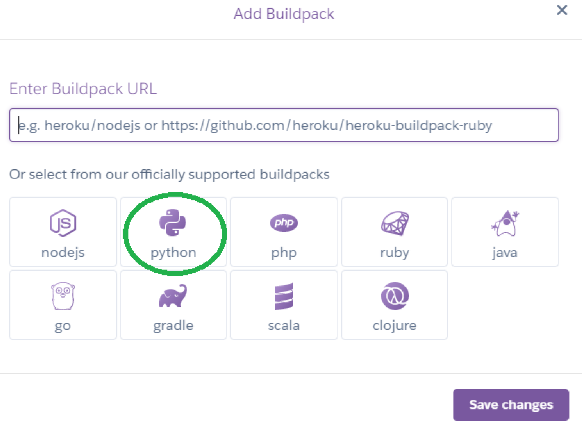 Add Buildpack
×
Enter Buildpack URL
e.g. heroku/nodejs or https://github.com/heroku/heroku-buildpack-ruby
Or select from our officially supported buildpacks
JS
php
nodejs python php ruby java
go gradle scala clojure
Save changes